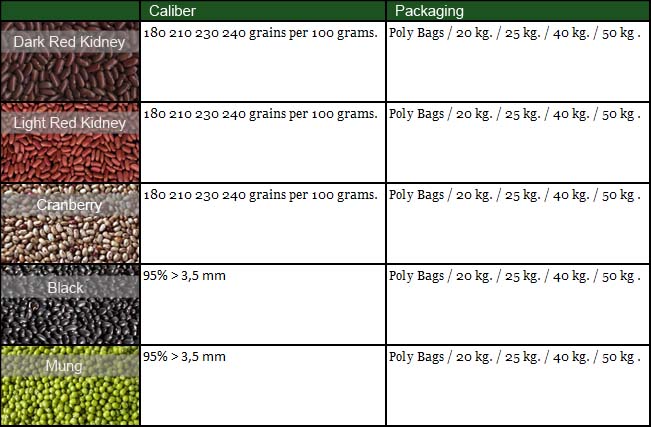 Caliber Packaging
Dark Red Kidney 180 210 230 240 grains per 100 grams. Poly Bags / 20 kg. / 25 kg. / 40 kg. / 50 kg .
Light Red Kidney 180 210 230 240 grains per 100 grams. Poly Bags / 20 kg. / 25 kg. / 40 kg. / 50 kg .
Cranberry 180 210 230 240 grains per 100 grams. Poly Bags / 20 kg. / 25 kg. / 40 kg. / 50 kg .
Black 95% > 3,5 mm Poly Bags / 20 kg. / 25 kg. / 40 kg. / 50 kg .
Mung 95% > 3,5 mm Poly Bags / 20 kg. / 25 kg. / 40 kg. / 50 kg .